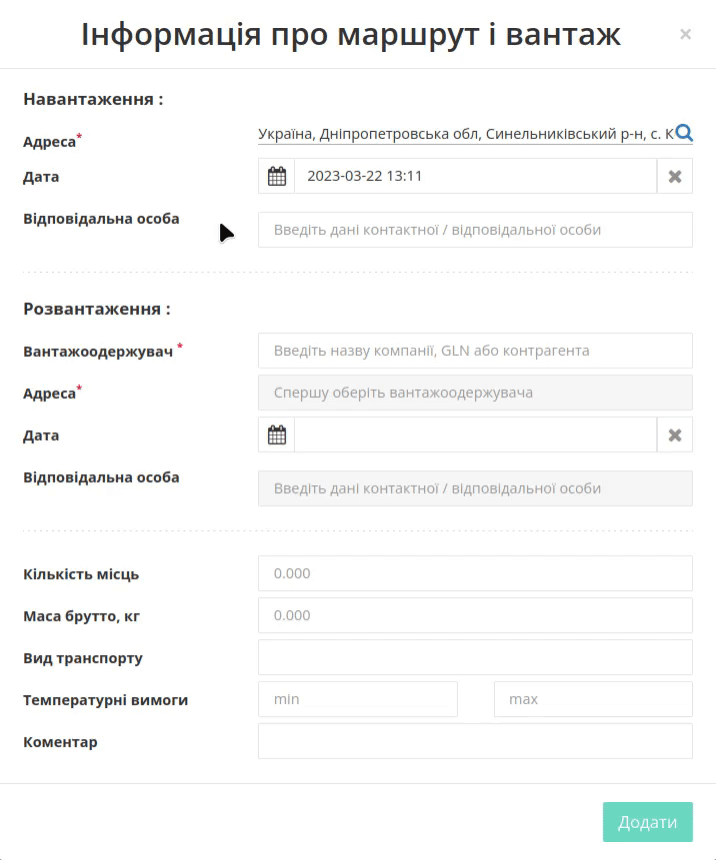 Інформація про маршрут і вантаж
×
Навантаження :
Адреса* Україна, Дніпропетровська обл, Синельниківський р-н, с. К
Дата 2023-03-22 13:11
Відповідальна особа Введіть дані контактної / відповідальної особи
Розвантаження :
Вантажоодержувач * Введіть назву компанії, GLN або контрагента
Адреса* Спершу оберіть вантажоодержувача
Дата
Відповідальна особа Введіть дані контактної / відповідальної особи
Кількість місць 0.000
Маса брутто, кг 0.000
Вид транспорту
Температурні вимоги min max
Коментар
Додати